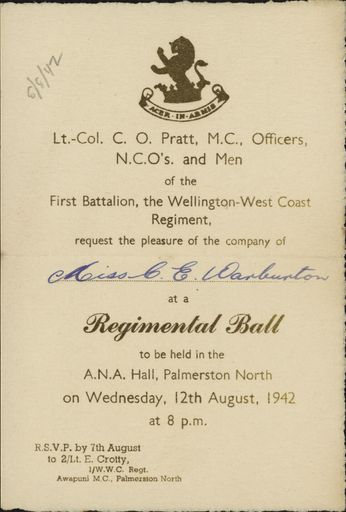 8/8/42
ACER·IN·ARMIS
Lt.-Col. C. O. Pratt, M.C., Officers,
N.C.O's. and Men
of the
First Battalion, the Wellington-West Coast
Regiment,
request the pleasure of the company of
Miss C. E. Warburton
at a
Regimental Ball
to be held in the
A.N.A. Hall, Palmerston North
on Wednesday, 12th August, 1942
at 8 p.m.
R.S.V.P. by 7th August
to 2/Lt. E. Crotty,
1/W.W.C. Regt.
Awapuni M.C., Palmerston North